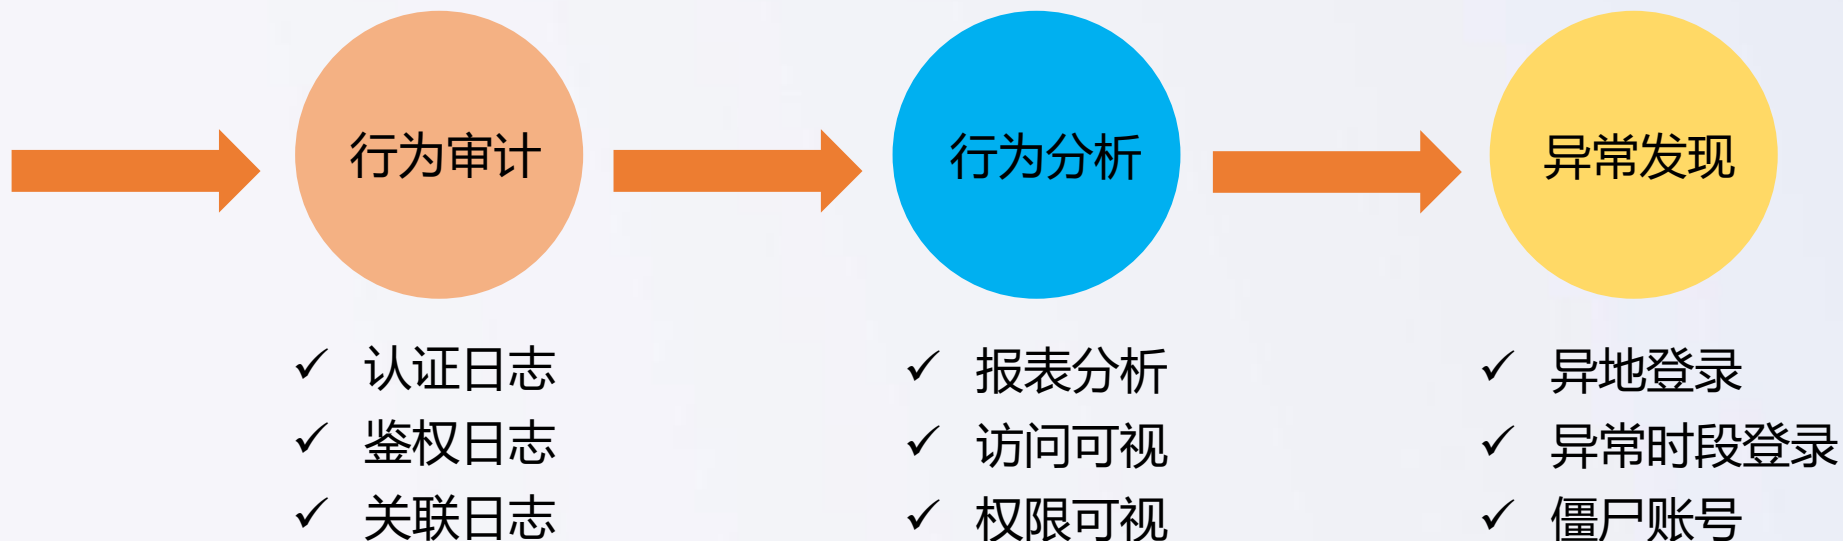 行为审计
行为分析
异常发现
✓ 认证日志
✓ 鉴权日志
✓ 关联日志
✓ 报表分析
✓ 访问可视
✓ 权限可视
✓ 异地登录
✓ 异常时段登录
✓ 僵尸账号